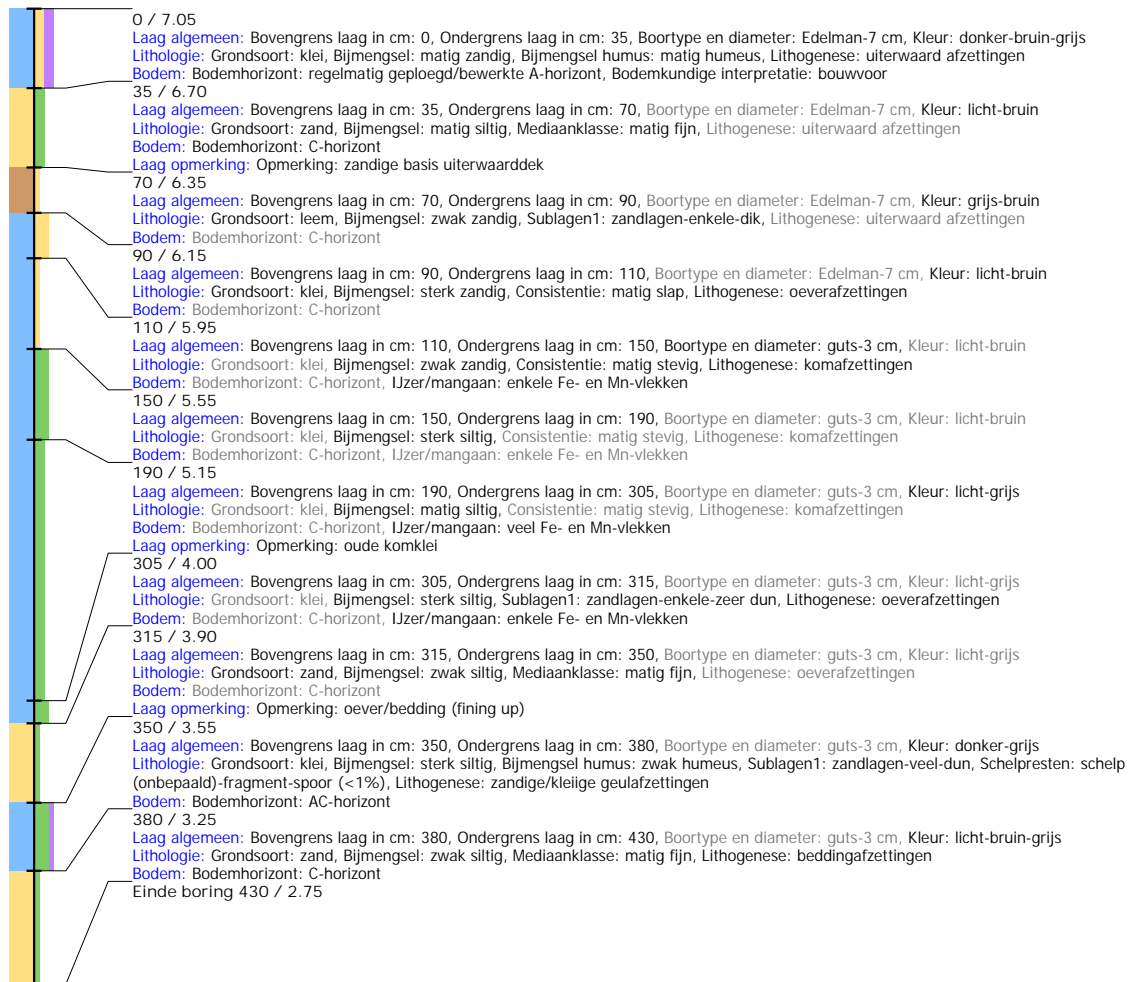 0 / 7.05
Laag algemeen: Bovengrens laag in cm: 0, Ondergrens laag in cm: 35, Boortype en diameter: Edelman-7 cm, Kleur: donker-bruin-grijs
Lithologie: Grondsoort: klei, Bijmengsel: matig zandig, Bijmengsel humus: matig humeus, Lithogenese: uiterwaard afzettingen
Bodem: Bodemhorizont: regelmatig geploegd/bewerkte A-horizont, Bodemkundige interpretatie: bouwvoor
35 / 6.70
Laag algemeen: Bovengrens laag in cm: 35, Ondergrens laag in cm: 70, Boortype en diameter: Edelman-7 cm, Kleur: licht-bruin
Lithologie: Grondsoort: zand, Bijmengsel: matig siltig, Mediaanklasse: matig fijn, Lithogenese: uiterwaard afzettingen
Bodem: Bodemhorizont: C-horizont
Laag opmerking: Opmerking: zandige basis uiterwaarddek
70 / 6.35
Laag algemeen: Bovengrens laag in cm: 70, Ondergrens laag in cm: 90, Boortype en diameter: Edelman-7 cm, Kleur: grijs-bruin
Lithologie: Grondsoort: leem, Bijmengsel: zwak zandig, Sublagen1: zandlagen-enkele-dik, Lithogenese: uiterwaard afzettingen
Bodem: Bodemhorizont: C-horizont
90 / 6.15
Laag algemeen: Bovengrens laag in cm: 90, Ondergrens laag in cm: 110, Boortype en diameter: Edelman-7 cm, Kleur: licht-bruin
Lithologie: Grondsoort: klei, Bijmengsel: sterk zandig, Consistentie: matig slap, Lithogenese: oeverafzettingen
Bodem: Bodemhorizont: C-horizont
110 / 5.95
Laag algemeen: Bovengrens laag in cm: 110, Ondergrens laag in cm: 150, Boortype en diameter: guts-3 cm, Kleur: licht-bruin
Lithologie: Grondsoort: klei, Bijmengsel: zwak zandig, Consistentie: matig stevig, Lithogenese: komafzettingen
Bodem: Bodemhorizont: C-horizont, IJzer/mangaan: enkele Fe- en Mn-vlekken
150 / 5.55
Laag algemeen: Bovengrens laag in cm: 150, Ondergrens laag in cm: 190, Boortype en diameter: guts-3 cm, Kleur: licht-bruin
Lithologie: Grondsoort: klei, Bijmengsel: sterk siltig, Consistentie: matig stevig, Lithogenese: komafzettingen
Bodem: Bodemhorizont: C-horizont, IJzer/mangaan: enkele Fe- en Mn-vlekken
190 / 5.15
Laag algemeen: Bovengrens laag in cm: 190, Ondergrens laag in cm: 305, Boortype en diameter: guts-3 cm, Kleur: licht-grijs
Lithologie: Grondsoort: klei, Bijmengsel: matig siltig, Consistentie: matig stevig, Lithogenese: komafzettingen
Bodem: Bodemhorizont: C-horizont, IJzer/mangaan: veel Fe- en Mn-vlekken
Laag opmerking: Opmerking: oude komklei
305 / 4.00
Laag algemeen: Bovengrens laag in cm: 305, Ondergrens laag in cm: 315, Boortype en diameter: guts-3 cm, Kleur: licht-grijs
Lithologie: Grondsoort: klei, Bijmengsel: sterk siltig, Sublagen1: zandlagen-enkele-zeer dun, Lithogenese: oeverafzettingen
Bodem: Bodemhorizont: C-horizont, IJzer/mangaan: enkele Fe- en Mn-vlekken
315 / 3.90
Laag algemeen: Bovengrens laag in cm: 315, Ondergrens laag in cm: 350, Boortype en diameter: guts-3 cm, Kleur: licht-grijs
Lithologie: Grondsoort: zand, Bijmengsel: zwak siltig, Mediaanklasse: matig fijn, Lithogenese: oeverafzettingen
Bodem: Bodemhorizont: C-horizont
Laag opmerking: Opmerking: oever/bedding (fining up)
350 / 3.55
Laag algemeen: Bovengrens laag in cm: 350, Ondergrens laag in cm: 380, Boortype en diameter: guts-3 cm, Kleur: donker-grijs
Lithologie: Grondsoort: klei, Bijmengsel: sterk siltig, Bijmengsel humus: zwak humeus, Sublagen1: zandlagen-veel-dun, Schelpresten: schelp
(onbepaald)-fragment-spoor (<1%), Lithogenese: zandige/kleiige geulafzettingen
Bodem: Bodemhorizont: AC-horizont
380 / 3.25
Laag algemeen: Bovengrens laag in cm: 380, Ondergrens laag in cm: 430, Boortype en diameter: guts-3 cm, Kleur: licht-bruin-grijs
Lithologie: Grondsoort: zand, Bijmengsel: zwak siltig, Mediaanklasse: matig fijn, Lithogenese: beddingafzettingen
Bodem: Bodemhorizont: C-horizont
Einde boring 430 / 2.75